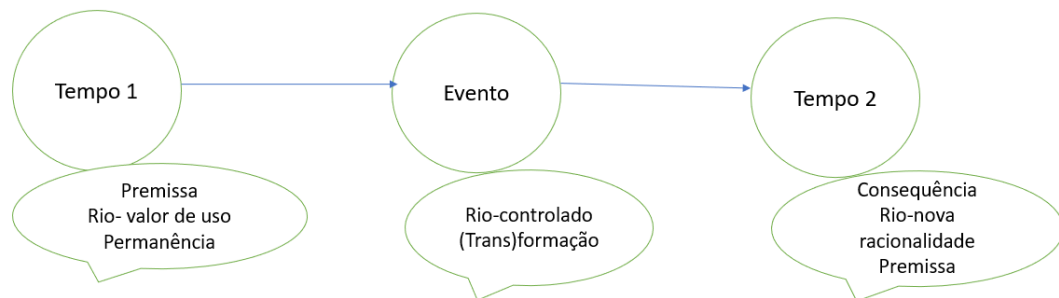 Tempo 1
Evento
Tempo 2
Premissa
Rio- valor de uso
Permanência
Rio-controlado
(Trans)formação
Consequência
Rio-nova
racionalidade
Premissa